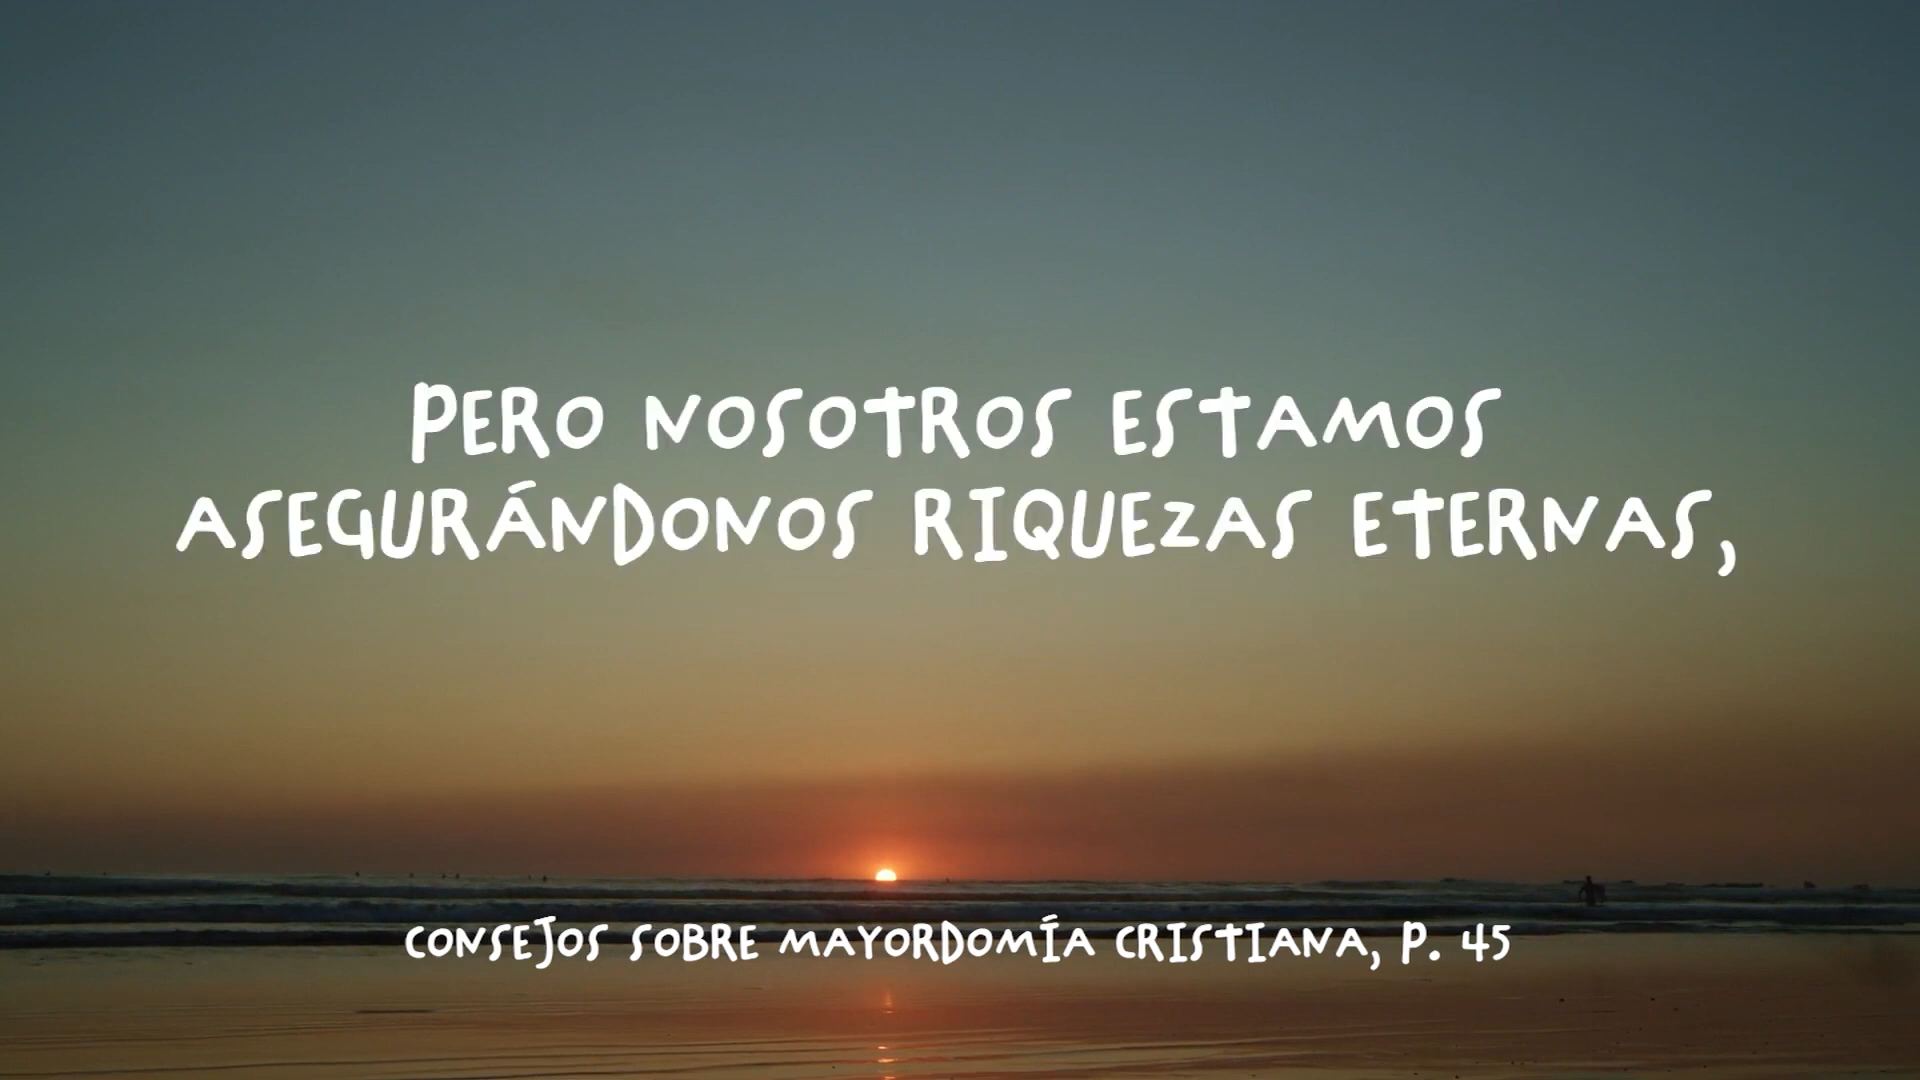 PERO NOSOTROS ESTAMOS
ASEGURÁNDONOS RIQUEZAS ETERNAS,
CONSEJOS SOBRE MAYORDOMÍA CRISTIANA, P. 45